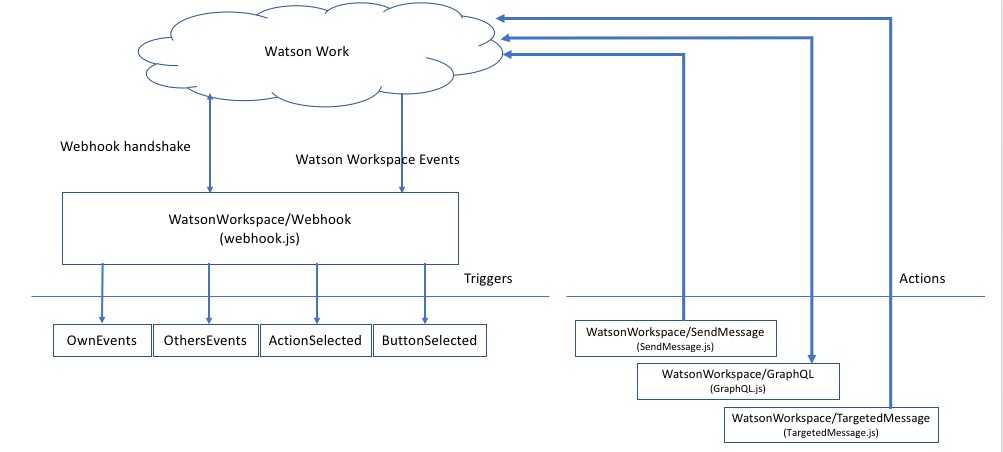 Watson Work
Webhook handshake
Watson Workspace Events
WatsonWorkspace/Webhook
(webhook.js)
Triggers
Actions
OwnEvents
OthersEvents
ActionSelected
ButtonSelected
WatsonWorkspace/SendMessage
(SendMessage.js)
WatsonWorkspace/GraphQL
(GraphQL.js)
WatsonWorkspace/TargetedMessage
(TargetedMessage.js)